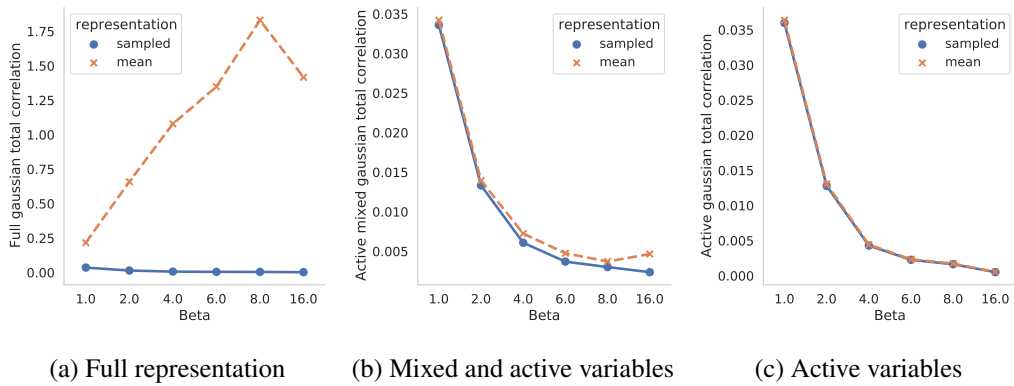 Full gaussian total correlation
1.75
1.50
1.25
1.00
0.75
0.50
0.25
0.00
representation
sampled
mean
1.0 2.0 4.0 6.0 8.0 16.0
Beta
(a) Full representation
Active mixed gaussian total correlation
0.035
0.030
0.025
0.020
0.015
0.010
0.005
representation
sampled
mean
1.0 2.0 4.0 6.0 8.0 16.0
Beta
(b) Mixed and active variables
Active gaussian total correlation
0.035
0.030
0.025
0.020
0.015
0.010
0.005
0.000
representation
sampled
mean
1.0 2.0 4.0 6.0 8.0 16.0
Beta
(c) Active variables